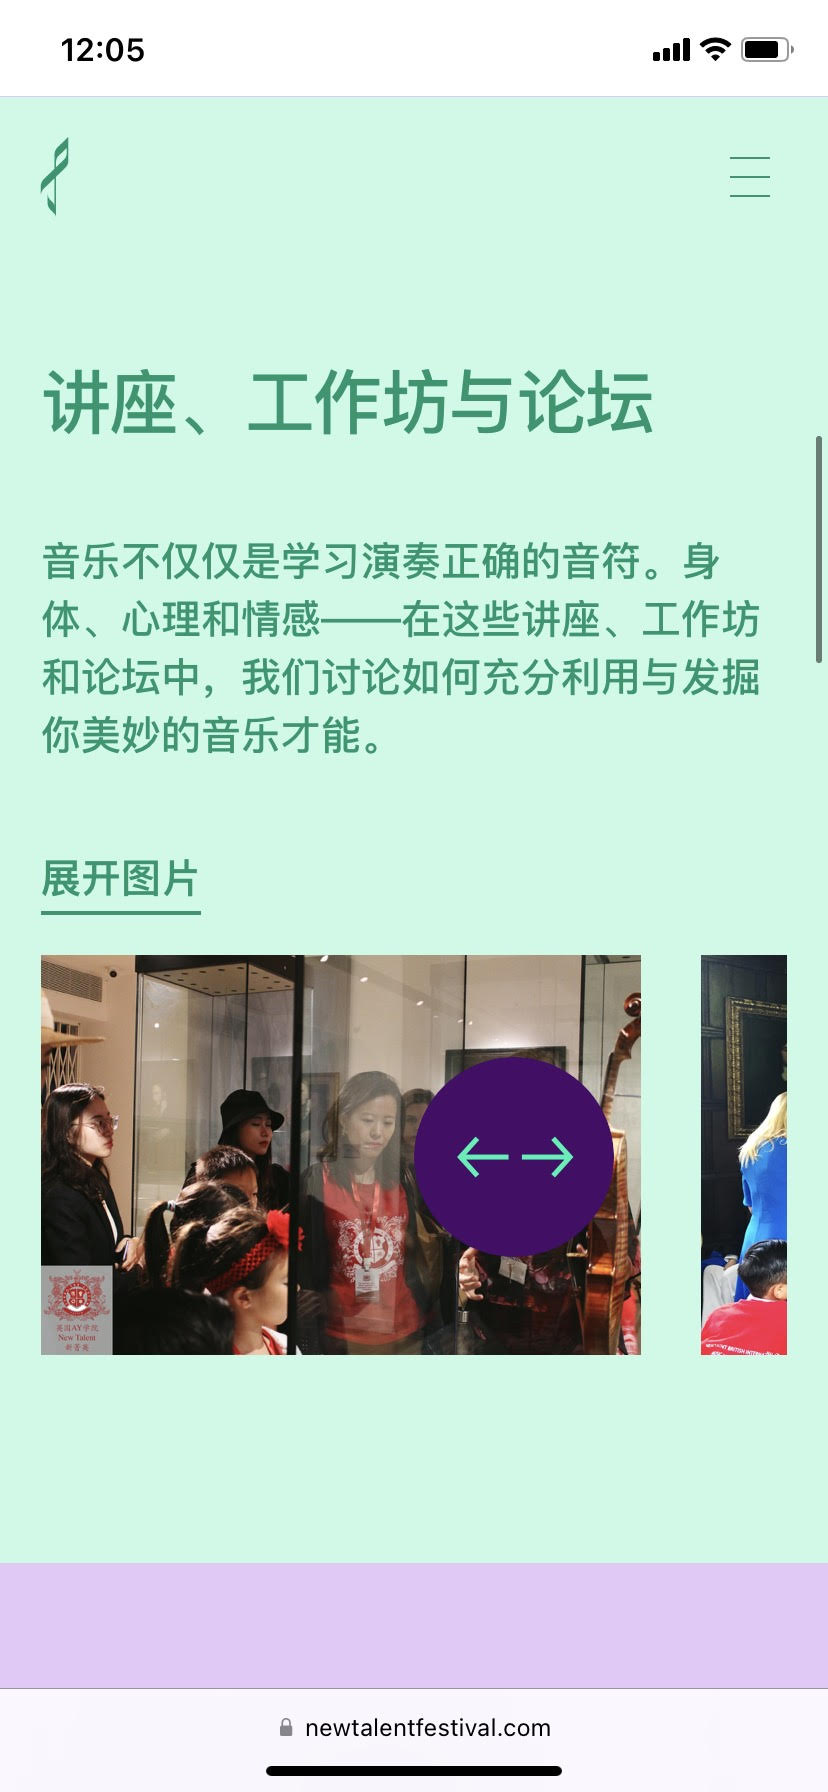 12:05
讲座、工作坊与论坛
音乐不仅仅是学习演奏正确的音符。身
体、心理和情感——在这些讲座、工作坊
和论坛中，我们讨论如何充分利用与发掘
你美妙的音乐才能。
展开图片
英国AY学院
New Talent
新菁英
newtalentfestival.com